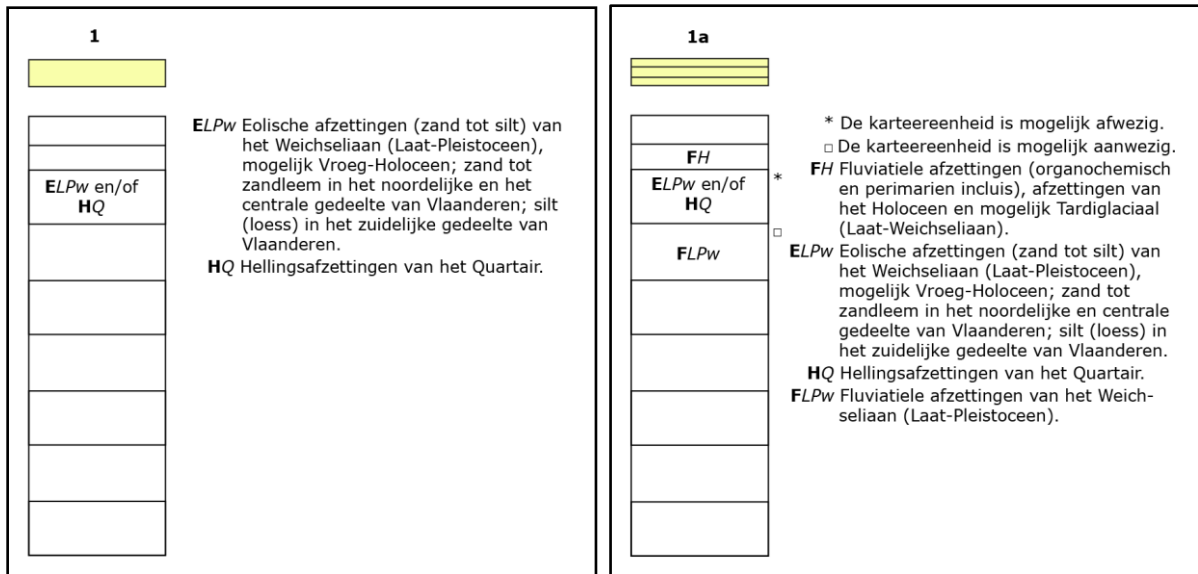 1
ELPw en/of
HQ
ELPw Eolische afzettingen (zand tot silt) van
het Weichseliaan (Laat-Pleistoceen),
mogelijk Vroeg-Holoceen; zand tot
zandleem in het noordelijke en het
centrale gedeelte van Vlaanderen; silt
(loess) in het zuidelijke gedeelte van
Vlaanderen.
HQ Hellingsafzettingen van het Quartair.
1a
FH
ELPw en/of
HQ
*
□
FLPw
* De karteereenheid is mogelijk afwezig.
□ De karteereenheid is mogelijk aanwezig.
FH Fluviatiele afzettingen (organochemisch
en perimarien incluis), afzettingen van
het Holoceen en mogelijk Tardiglaciaal
(Laat-Weichseliaan).
ELPw Eolische afzettingen (zand tot silt) van
het Weichseliaan (Laat-Pleistoceen),
mogelijk Vroeg-Holoceen; zand tot
zandleem in het noordelijke en centrale
gedeelte van Vlaanderen; silt (loess) in
het zuidelijke gedeelte van Vlaanderen.
HQ Hellingsafzettingen van het Quartair.
FLPw Fluviatiele afzettingen van het Weich-
seliaan (Laat-Pleistoceen).